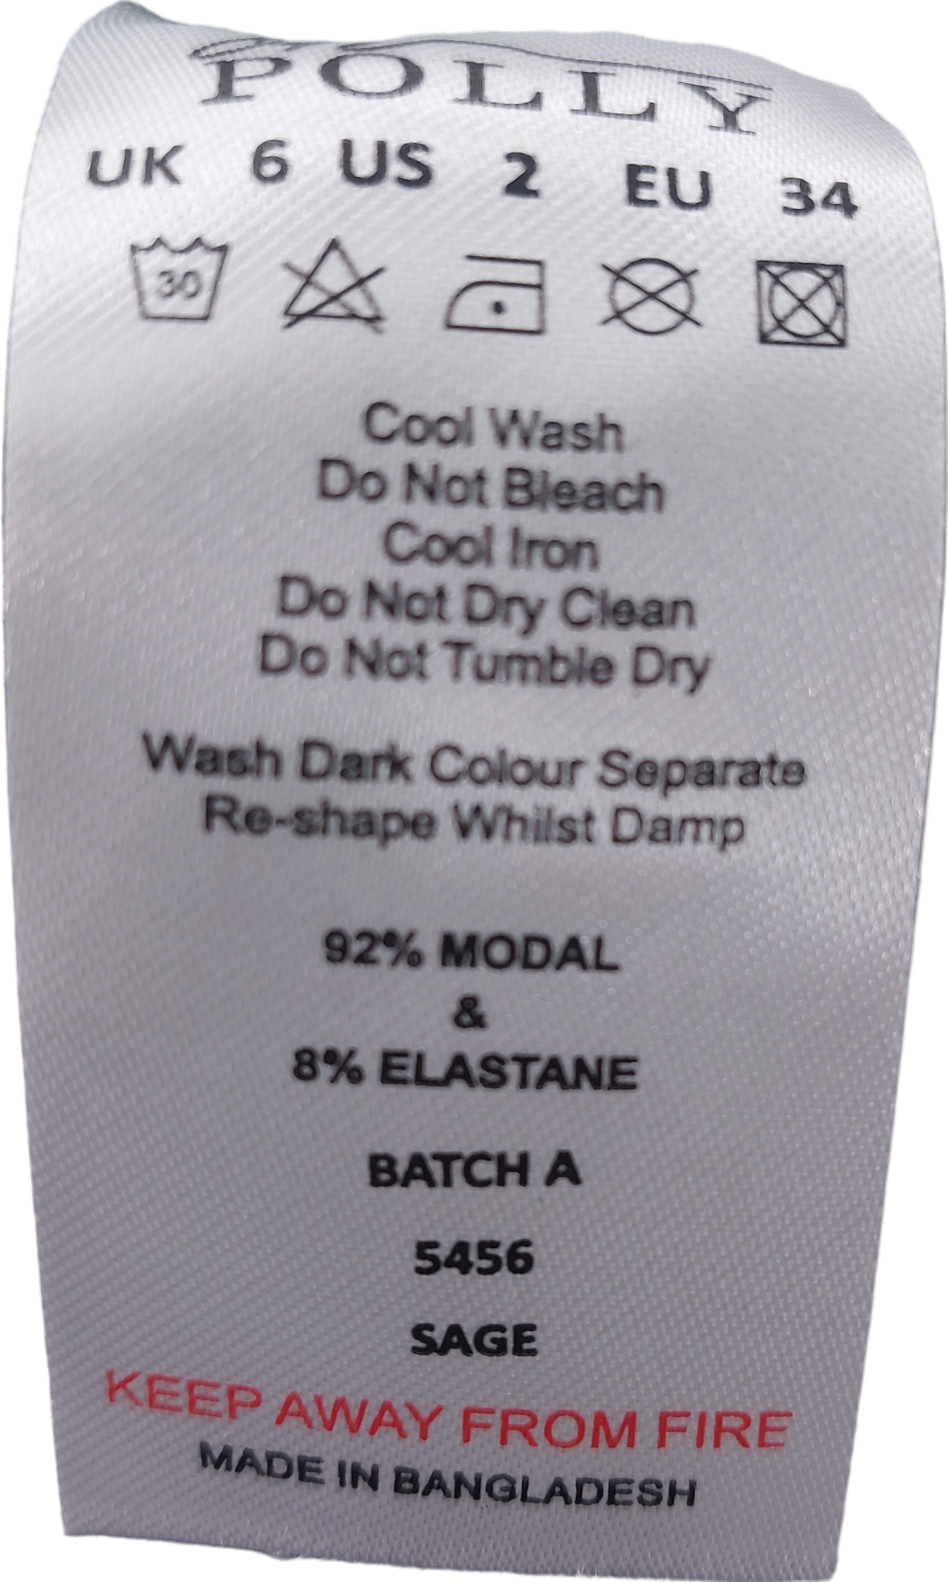 POLLY
UK 6 US 2 EU 34
30
Cool Wash
Do Not Bleach
Cool Iron
Do Not Dry Clean
Do Not Tumble Dry
Wash Dark Colour Separate
Re-shape Whilst Damp
92% MODAL
&
8% ELASTANE
BATCH A
5456
SAGE
KEEP AWAY FROM FIRE
MADE IN BANGLADESH